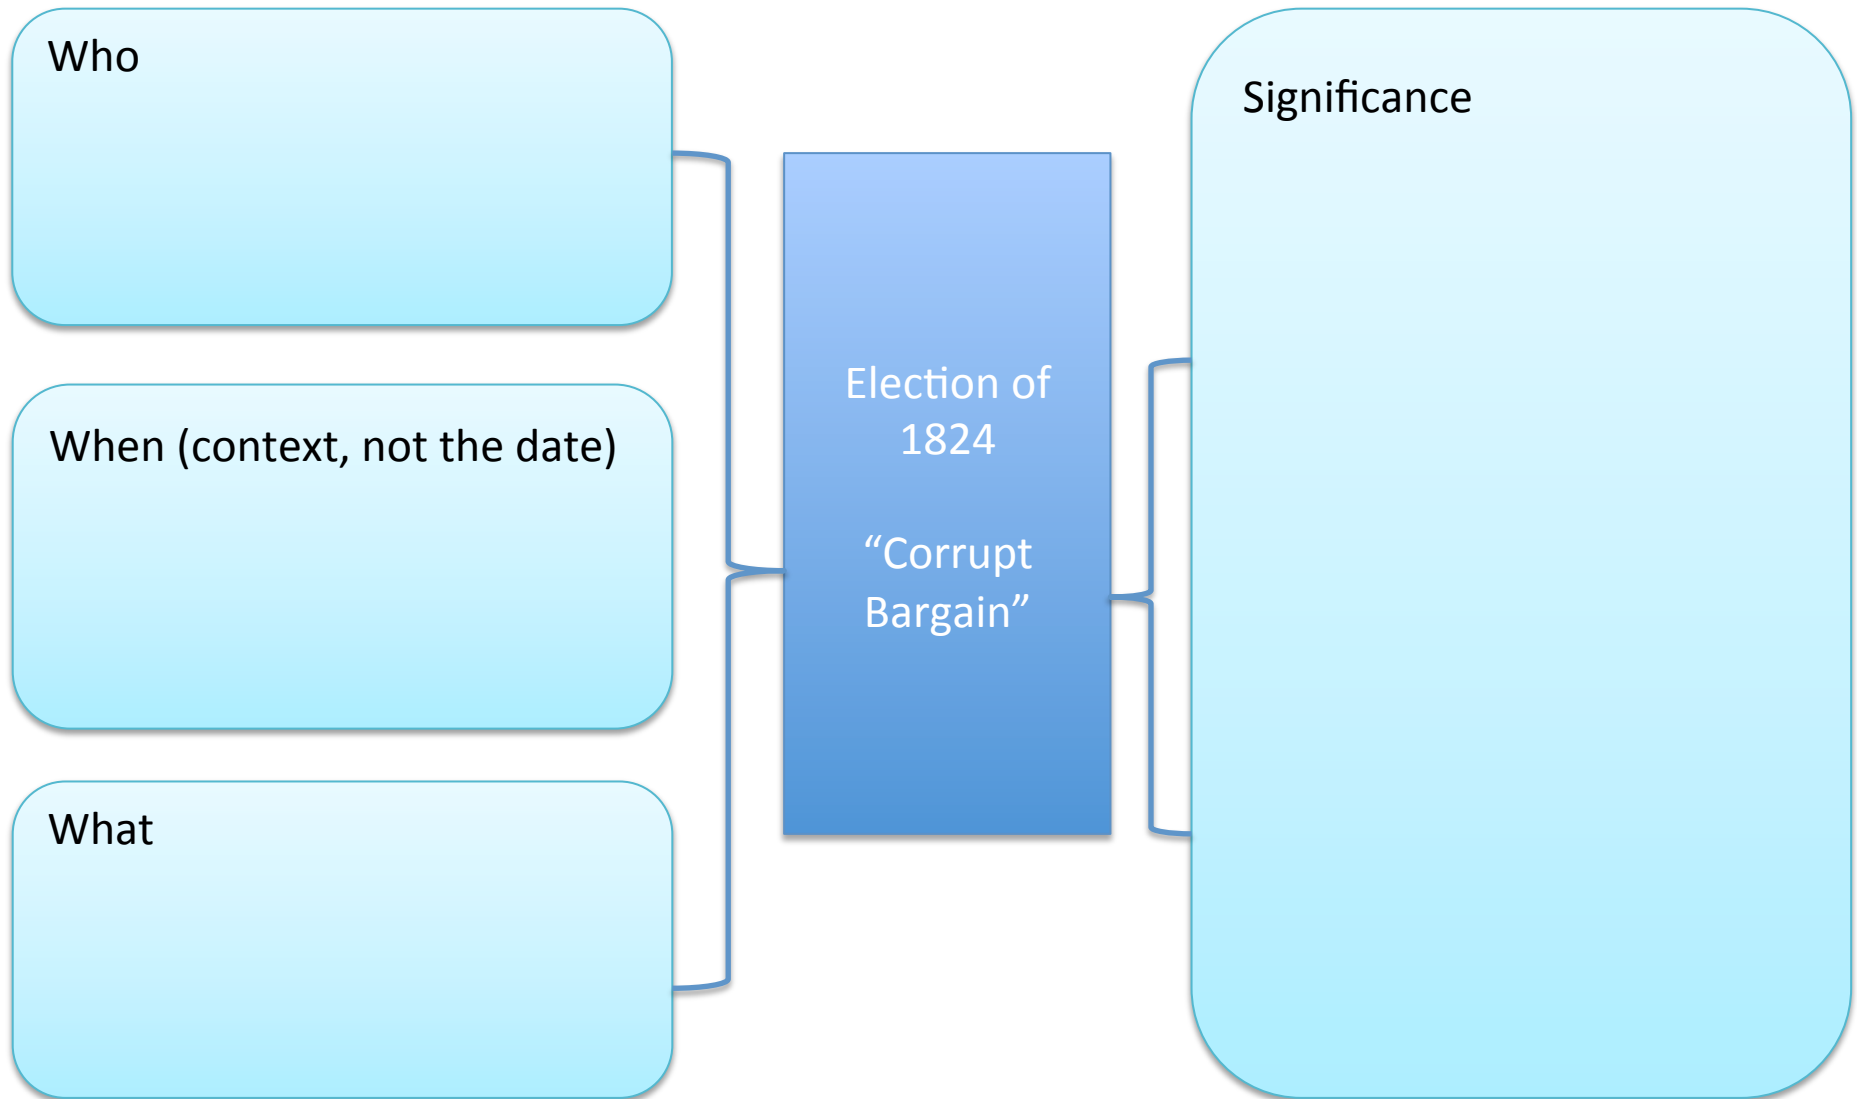 Who
When (context, not the date)
What
Election of
1824
“Corrupt
Bargain”
Significance